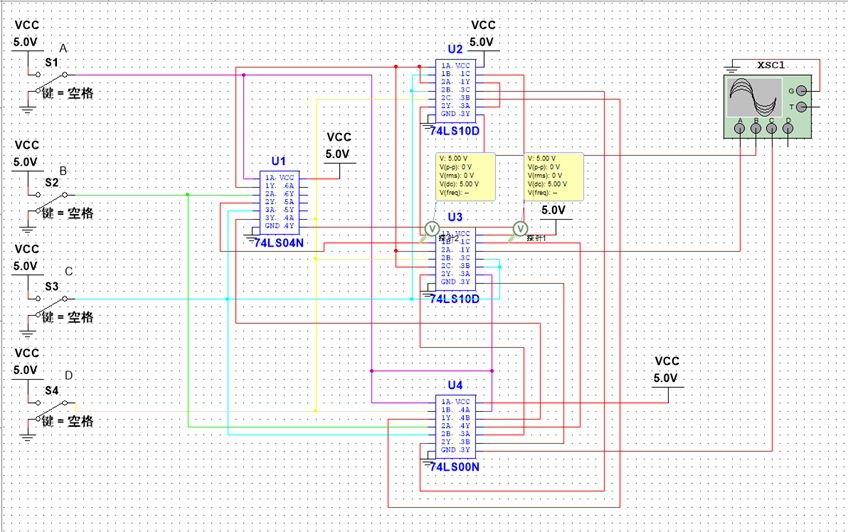 VCC
5.0V
A
S1
键 = 空格
VCC
5.0V
B
S2
键 = 空格
VCC
5.0V
C
S3
键 = 空格
VCC
5.0V
D
S4
键 = 空格
VCC
5.0V
U1
1A VCC
1Y 6A
2A 6Y
2Y 5A
3A 5Y
3Y 4A
GND 4Y
74LS04N
VCC
5.0V
U2
1A VCC
1B 1C
2A 1Y
2B 3C
2C 3B
2Y 3A
GND 3Y
74LS10D
V: 5.00 V
V(p-p): 0 V
V(rms): 0 V
V(dc): 5.00 V
V(freq): --
V: 5.00 V
V(p-p): 0 V
V(rms): 0 V
V(dc): 5.00 V
V(freq): --
5.0V
V
探针2
V
探针1
U3
1A VCC
1B 1C
2A 1Y
2B 3C
2C 3B
2Y 3A
GND 3Y
74LS10D
VCC
5.0V
U4
1A VCC
1B 4A
1Y 4B
2A 4Y
2B 3A
2Y 3B
GND 3Y
74LS00N
XSC1
G
T
A B C D